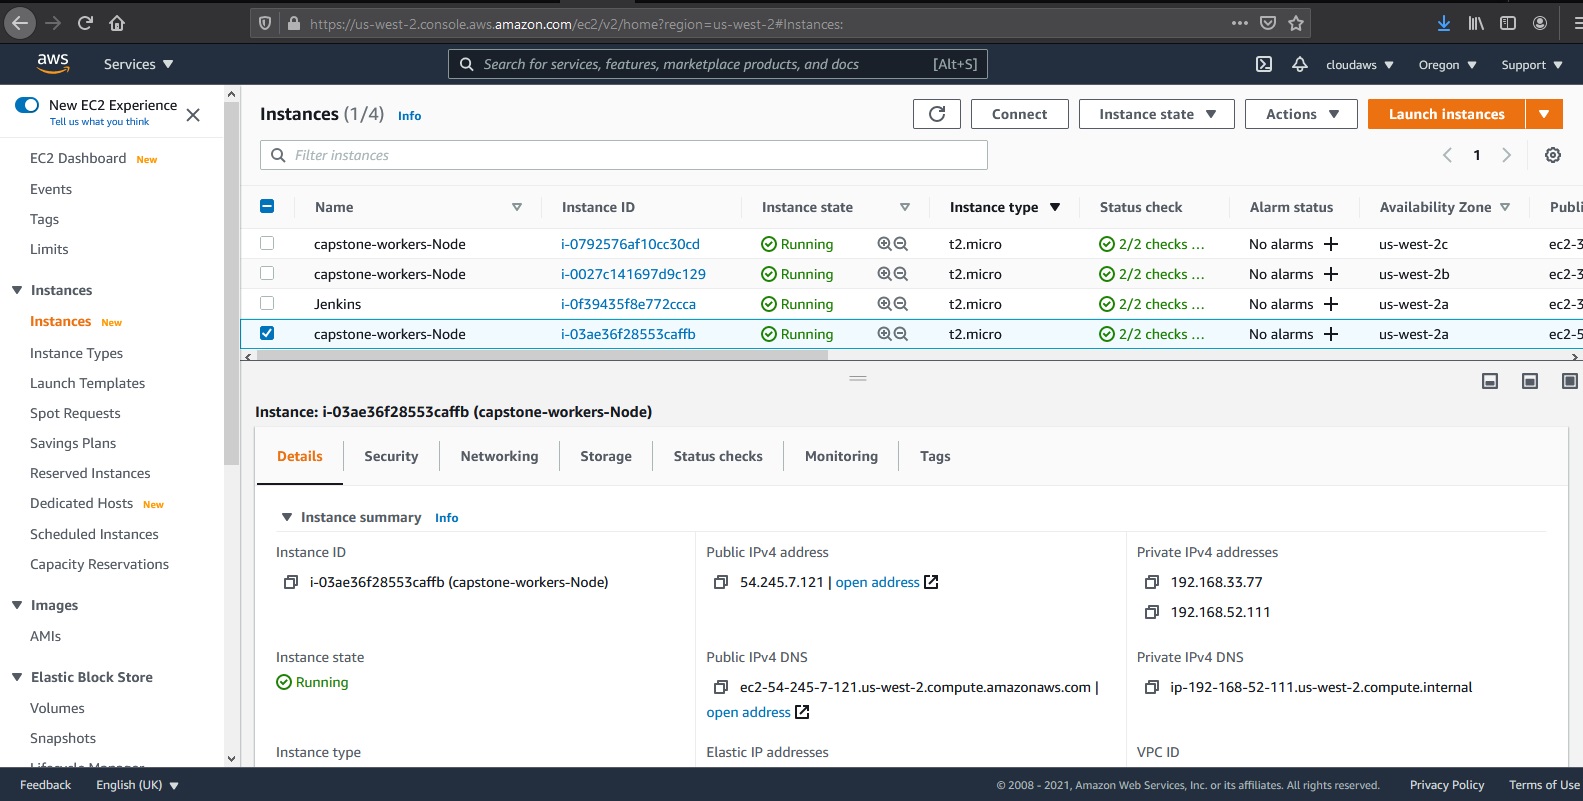 https://us-west-2.console.aws.amazon.com/ec2/v2/home?region=us-west-2#Instances:
aws
Services
Search for services, features, marketplace products, and docs
[Alt+S]
cloudaws
Oregon
Support
New EC2 Experience
Tell us what you think
EC2 Dashboard New
Events
Tags
Limits
Instances
Instances New
Instance Types
Launch Templates
Spot Requests
Savings Plans
Reserved Instances
Dedicated Hosts New
Scheduled Instances
Capacity Reservations
Images
AMIs
Elastic Block Store
Volumes
Snapshots
Lifecycle Manager
Instances (1/4) Info
Connect
Instance state
Actions
Launch instances
Filter instances
1
Name Instance ID Instance state Instance type Status check Alarm status Availability Zone Publi
capstone-workers-Node i-0792576af10cc30cd Running t2.micro 2/2 checks ... No alarms + us-west-2c ec2-3
capstone-workers-Node i-0027c141697d9c129 Running t2.micro 2/2 checks ... No alarms + us-west-2b ec2-3
Jenkins i-0f39435f8e772ccca Running t2.micro 2/2 checks ... No alarms + us-west-2a ec2-3
capstone-workers-Node i-03ae36f28553caffb Running t2.micro 2/2 checks ... No alarms + us-west-2a ec2-5
Instance: i-03ae36f28553caffb (capstone-workers-Node)
Details Security Networking Storage Status checks Monitoring Tags
Instance summary Info
Instance ID
i-03ae36f28553caffb (capstone-workers-Node)
Public IPv4 address
54.245.7.121 | open address
Private IPv4 addresses
192.168.33.77
192.168.52.111
Instance state
Running
Public IPv4 DNS
ec2-54-245-7-121.us-west-2.compute.amazonaws.com |
open address
Private IPv4 DNS
ip-192-168-52-111.us-west-2.compute.internal
Instance type
Elastic IP addresses
VPC ID
Feedback
English (UK)
© 2008 - 2021, Amazon Web Services, Inc. or its affiliates. All rights reserved.
Privacy Policy
Terms of Use